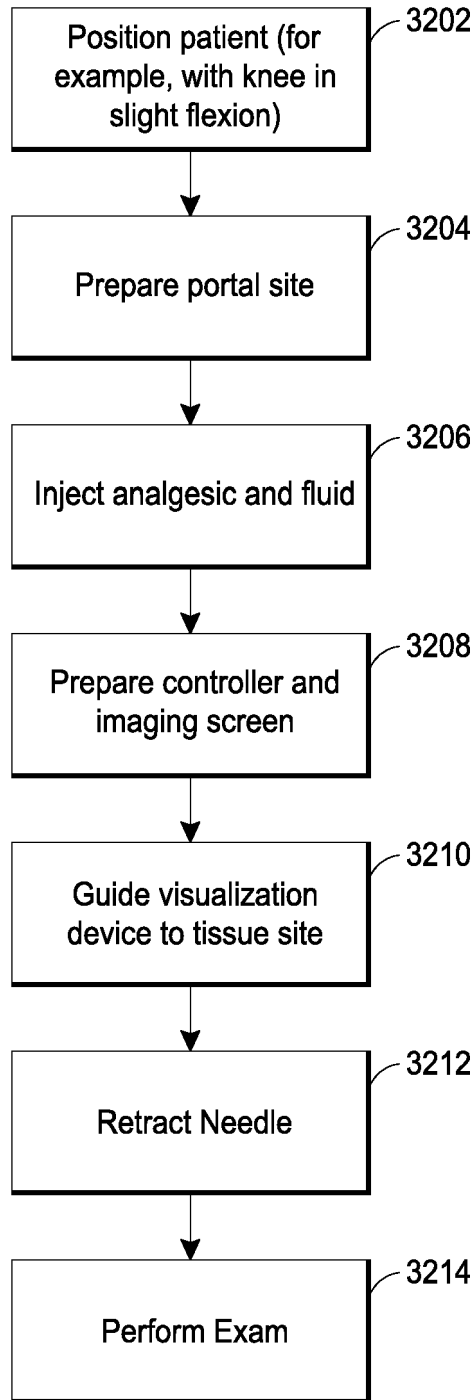 Position patient (for
example, with knee in
slight flexion)
3202
Prepare portal site
3204
Inject analgesic and fluid
3206
Prepare controller and
imaging screen
3208
Guide visualization
device to tissue site
3210
Retract Needle
3212
Perform Exam
3214